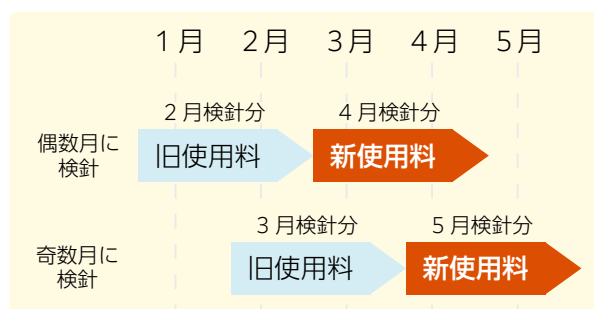 1月 2月 3月 4月 5月
2月検針分 4月検針分
偶数月に
検針
旧使用料 新使用料
3月検針分 5月検針分
奇数月に
検針
旧使用料 新使用料